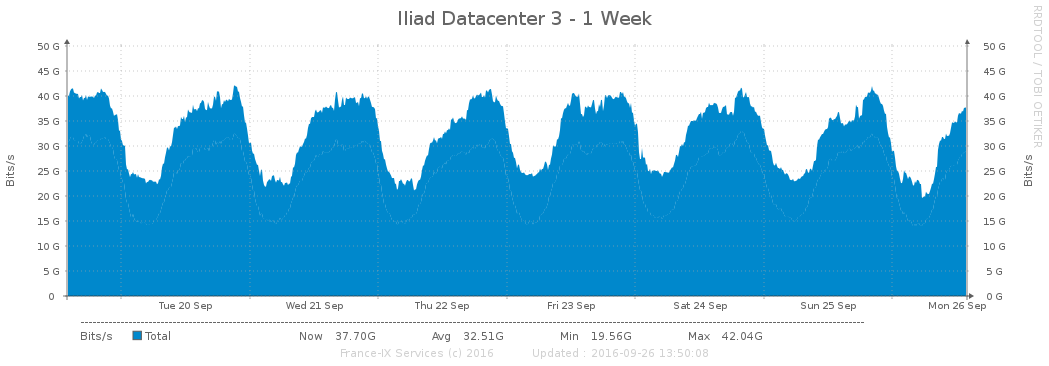 Iliad Datacenter 3 - 1 Week
RRDTOOL / TOBI OETIKER
Bits/s
50 G
45 G
40 G
35 G
30 G
25 G
20 G
15 G
10 G
5 G
0
50 G
45 G
40 G
35 G
30 G
25 G
20 G
15 G
10 G
5 G
0 G
Bits/s
Tue 20 Sep Wed 21 Sep Thu 22 Sep Fri 23 Sep Sat 24 Sep Sun 25 Sep Mon 26 Sep
Bits/s Total Now 37.70G Avg 32.51G Min 19.56G Max 42.04G
France-IX Services (c) 2016 Updated : 2016-09-26 13:50:08